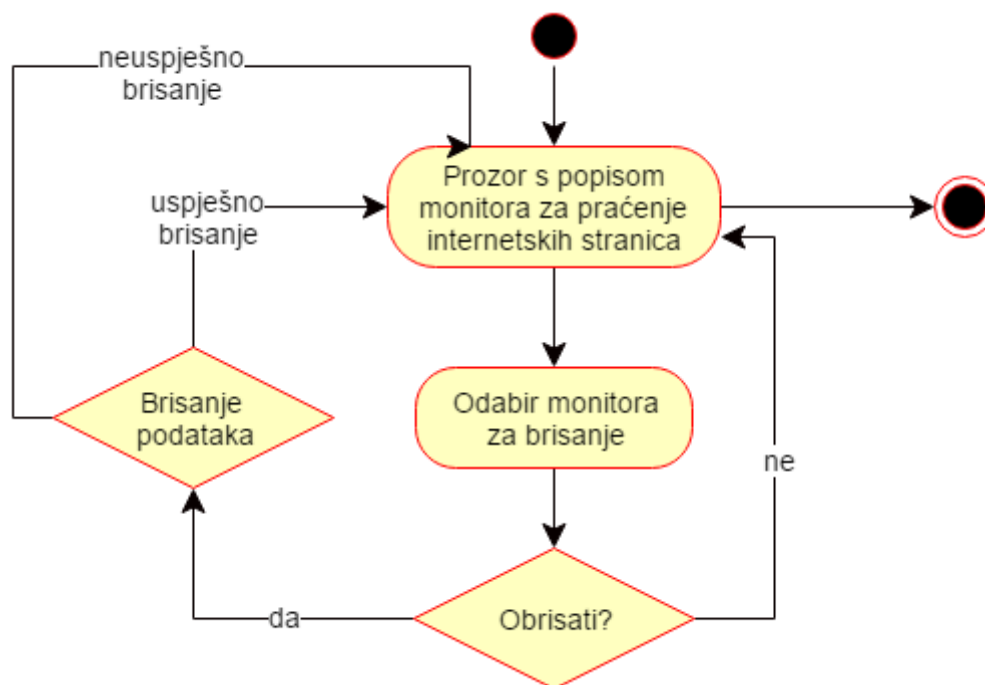 neuspješno
brisanje
Prozor s popisom
monitora za praćenje
internetskih stranica
uspješno
brisanje
Brisanje
podataka
Odabir monitora
za brisanje
ne
da
Obrisati?